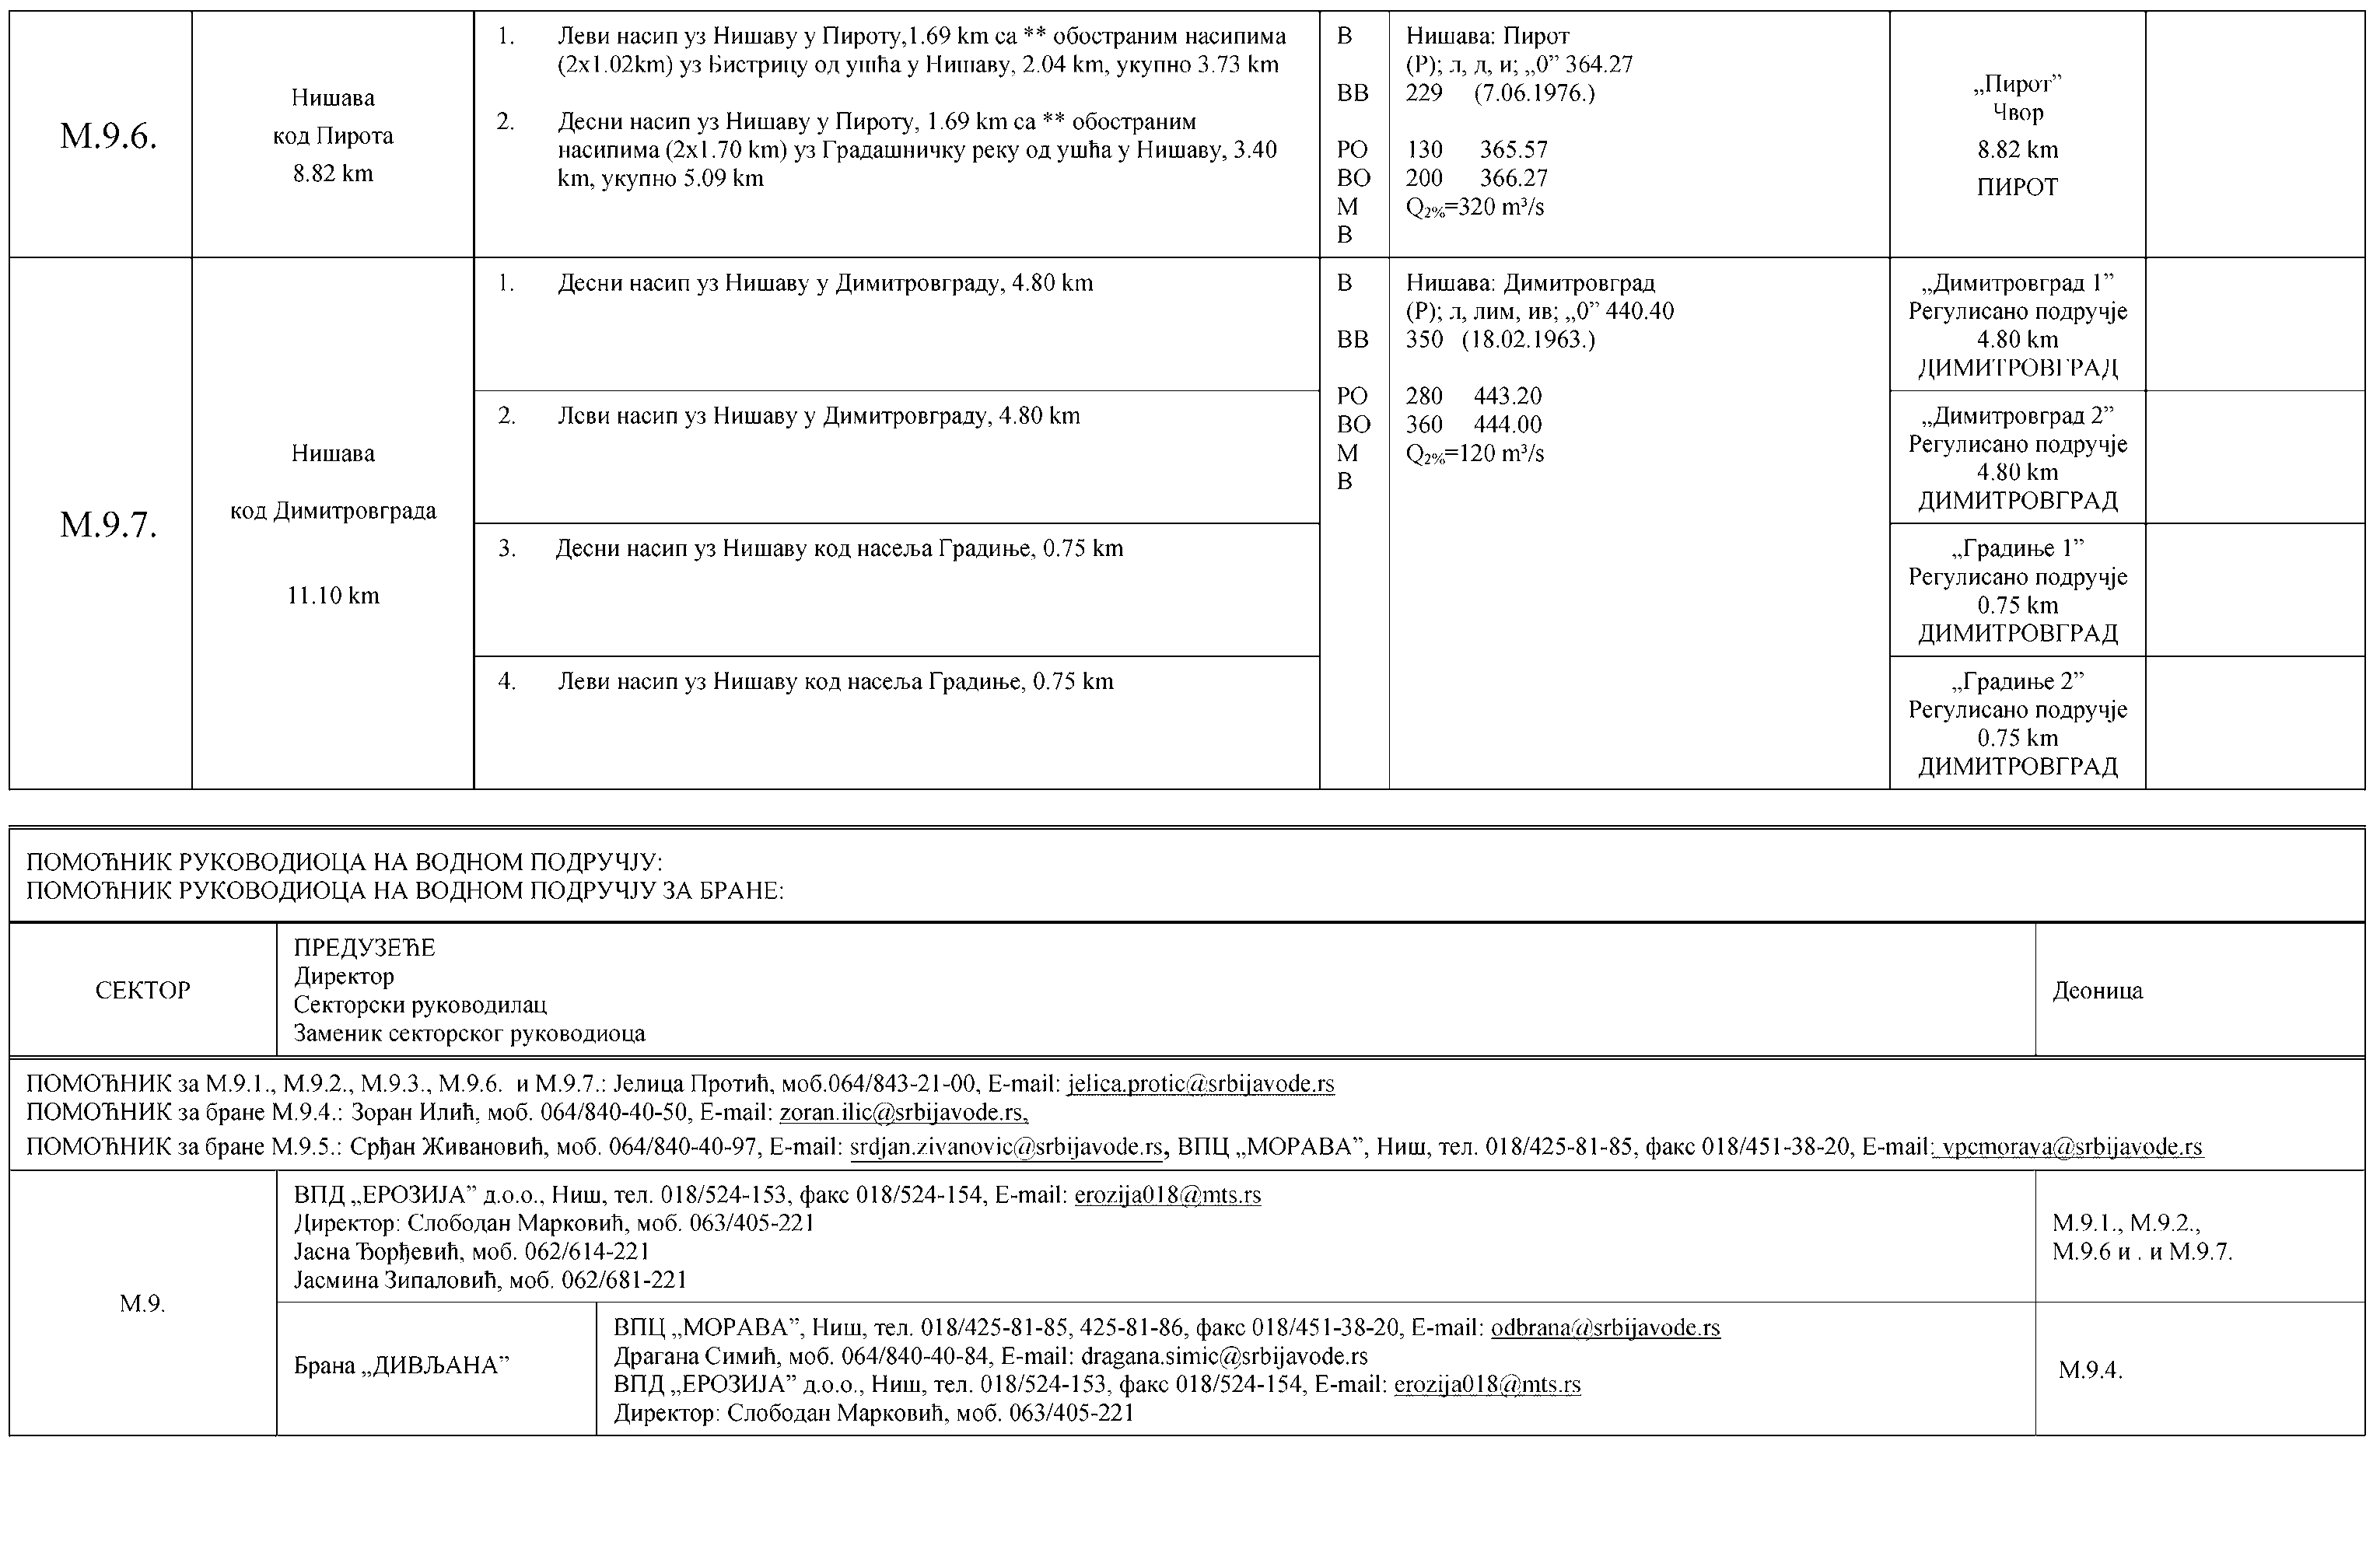 М.9.6.
Нишава
код Пирота
8.82 km
1. Леви насип уз Нишаву у Пироту,1.69 km са ** обостраним насипима
(2x1.02km) уз Бистрицу од ушћа у Нишаву, 2.04 km, укупно 3.73 km
2. Десни насип уз Нишаву у Пироту, 1.69 km са ** обостраним
насипима (2x1.70 km) уз Градашничку реку од ушћа у Нишаву, 3.40
km, укупно 5.09 km
В Нишава: Пирот
(Р); л, д, и; „0” 364.27
ВВ 229 (7.06.1976.)
РО 130 365.57
ВО 200 366.27
М Q2%=320 m³/s
В
„Пирот”
Чвор
8.82 km
ПИРОТ
М.9.7.
Нишава
код Димитровграда
11.10 km
1. Десни насип уз Нишаву у Димитровграду, 4.80 km
2. Леви насип уз Нишаву у Димитровграду, 4.80 km
3. Десни насип уз Нишаву код насеља Градиње, 0.75 km
4. Леви насип уз Нишаву код насеља Градиње, 0.75 km
В Нишава: Димитровград
(Р); л, лим, ив; „0” 440.40
ВВ 350 (18.02.1963.)
РО 280 443.20
ВО 360 444.00
М Q2%=120 m³/s
В
„Димитровград 1”
Регулисано подручје
4.80 km
ДИМИТРОВГРАД
„Димитровград 2”
Регулисано подручје
4.80 km
ДИМИТРОВГРАД
„Градиње 1”
Регулисано подручје
0.75 km
ДИМИТРОВГРАД
„Градиње 2”
Регулисано подручје
0.75 km
ДИМИТРОВГРАД
ПОМОЋНИК РУКОВОДИОЦА НА ВОДНОМ ПОДРУЧЈУ:
ПОМОЋНИК РУКОВОДИОЦА НА ВОДНОМ ПОДРУЧЈУ ЗА БРАНЕ:
СЕКТОР
ПРЕДУЗЕЋЕ
Директор
Секторски руководилац
Заменик секторског руководиоца
Деоница
ПОМОЋНИК за М.9.1., М.9.2., М.9.3., М.9.6. и М.9.7.: Јелица Протић, моб.064/843-21-00, E-mail: jelica.protic@srbijavode.rs
ПОМОЋНИК за бране М.9.4.: Зоран Илић, моб. 064/840-40-50, E-mail: zoran.ilic@srbijavode.rs,
ПОМОЋНИК за бране М.9.5.: Срђан Живановић, моб. 064/840-40-97, E-mail: srdjan.zivanovic@srbijavode.rs, ВПЦ „МОРАВА”, Ниш, тел. 018/425-81-85, факс 018/451-38-20, E-mail: vpcmorava@srbijavode.rs
М.9.
ВПД „ЕРОЗИЈА” д.о.о., Ниш, тел. 018/524-153, факс 018/524-154, E-mail: erozija018@mts.rs
Директор: Слободан Марковић, моб. 063/405-221
Јасна Ђорђевић, моб. 062/614-221
Јасмина Зипаловић, моб. 062/681-221
М.9.1., М.9.2.,
М.9.6 и . и М.9.7.
Брана „ДИВЉАНА”
ВПЦ „МОРАВА”, Ниш, тел. 018/425-81-85, 425-81-86, факс 018/451-38-20, E-mail: odbrana@srbijavode.rs
Драгана Симић, моб. 064/840-40-84, E-mail: dragana.simic@srbijavode.rs
ВПД „ЕРОЗИЈА” д.о.о., Ниш, тел. 018/524-153, факс 018/524-154, E-mail: erozija018@mts.rs
Директор: Слободан Марковић, моб. 063/405-221
М.9.4.